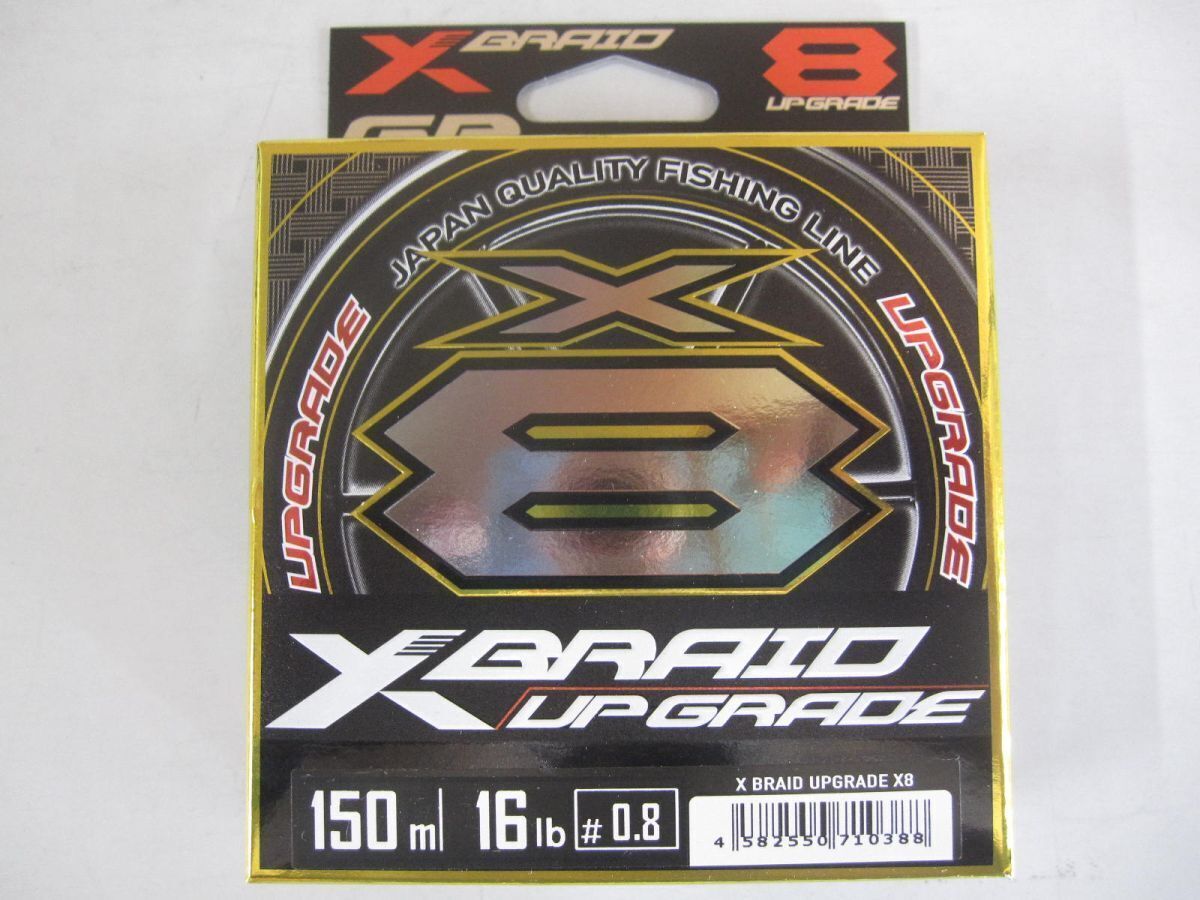 X BRAID
8
UPGRADE
JAPAN QUALITY FISHING LINE
UPGRADE
UPGRADE
X
8
X BRAID
UPGRADE
X BRAID UPGRADE X8
150 m
16 lb
# 0.8
4 582550 710388